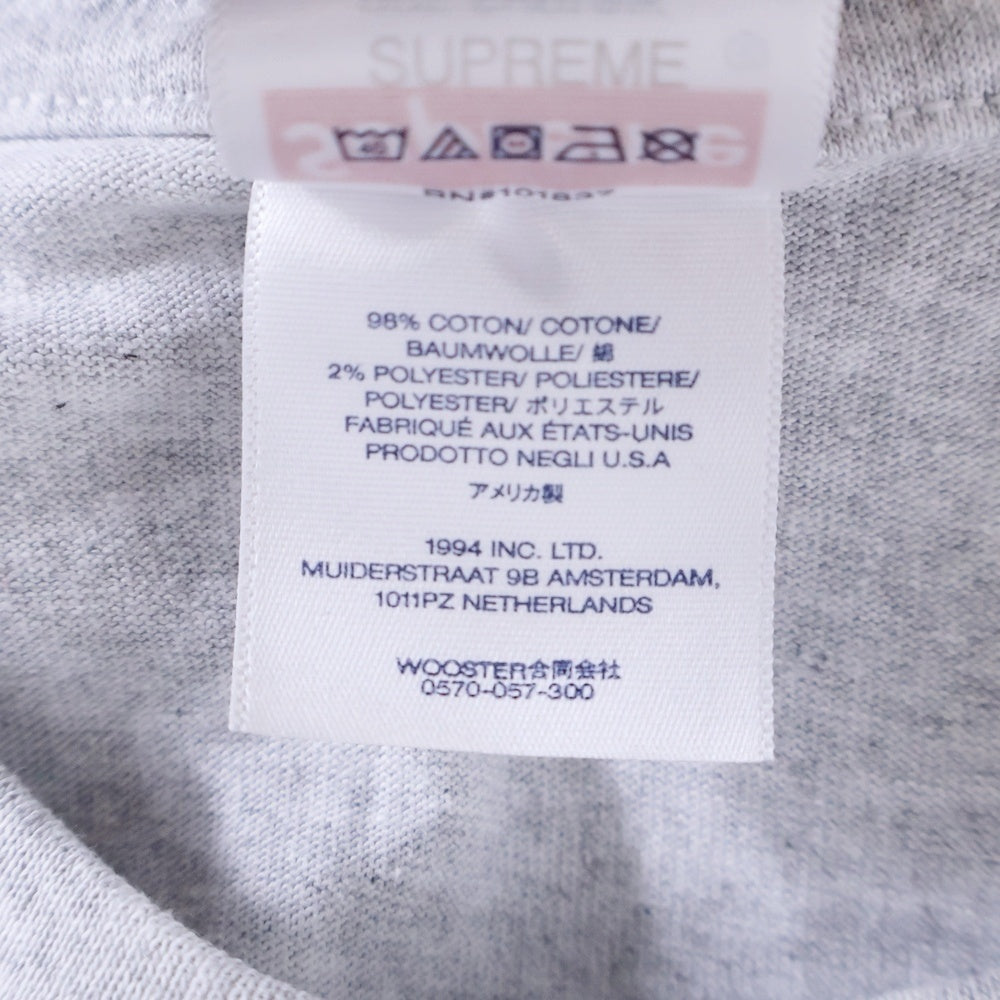 SUPREME
RN#101837
98% COTON/ COTONE/
BAUMWOLLE/ 綿
2% POLYESTER/ POLIESTERE/
POLYESTER/ ポリエステル
FABRIQUÉ AUX ÉTATS-UNIS
PRODOTTO NEGLI U.S.A
アメリカ製
1994 INC. LTD.
MUIDERSTRAAT 9B AMSTERDAM,
1011PZ NETHERLANDS
WOOSTER合同会社
0570-057-300